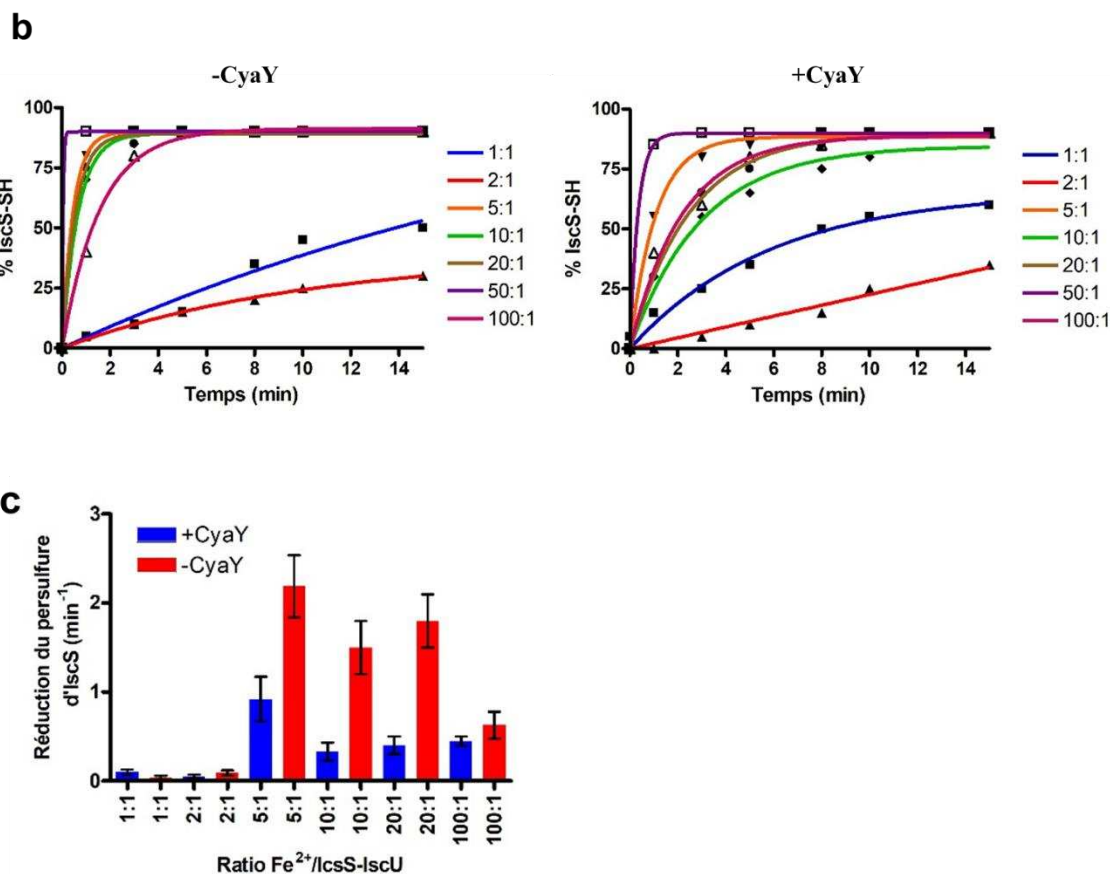 b
-CyaY
+CyaY
100
75
50
25
0
% IscS-SH
0 2 4 6 8 10 12 14
Temps (min)
1:1
2:1
5:1
10:1
20:1
50:1
100:1
100
75
50
25
0
% IscS-SH
0 2 4 6 8 10 12 14
Temps (min)
1:1
2:1
5:1
10:1
20:1
50:1
100:1
c
+CyaY
-CyaY
3
2
1
0
Réduction du persulfure
d'IscS (min⁻¹)
1:1 1:1 2:1 2:1 5:1 5:1 10:1 10:1 20:1 20:1 100:1 100:1
Ratio Fe²⁺/IcsS-IscU